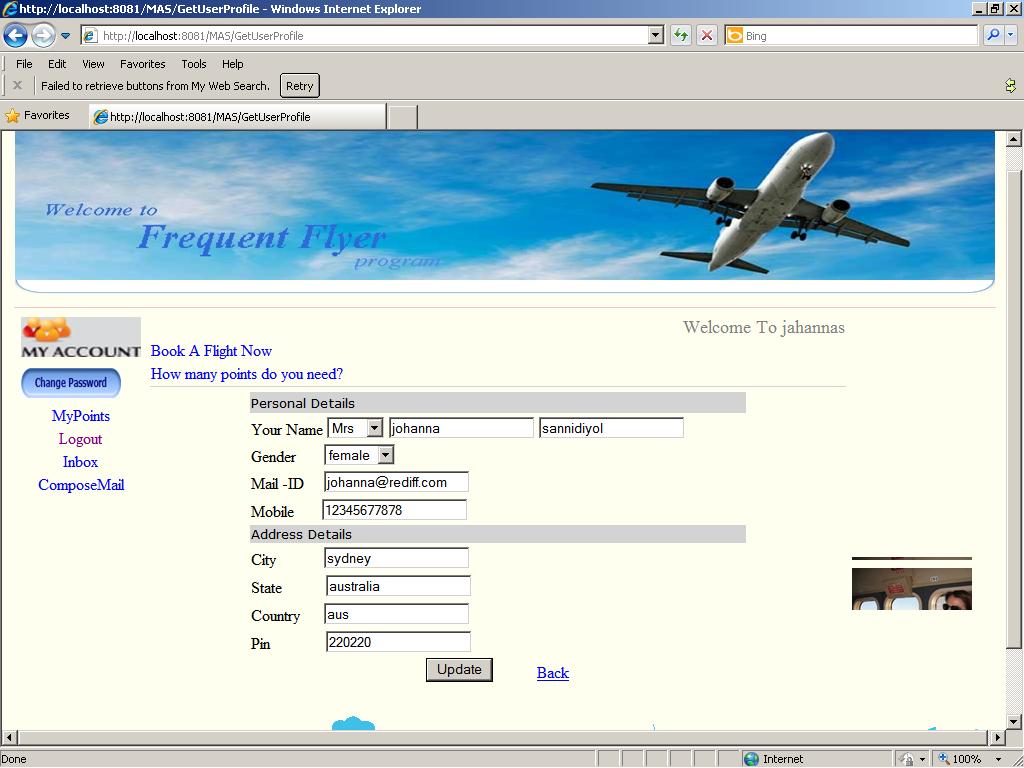 http://localhost:8081/MAS/GetUserProfile - Windows Internet Explorer
http://localhost:8081/MAS/GetUserProfile
Bing
File Edit View Favorites Tools Help
Failed to retrieve buttons from My Web Search. Retry
Favorites http://localhost:8081/MAS/GetUserProfile
Welcome to
Frequent Flyer
program
Welcome To jahannas
MY ACCOUNT
Book A Flight Now
How many points do you need?
Change Password
MyPoints
Logout
Inbox
ComposeMail
Personal Details
Your Name Mrs johanna sannidiyol
Gender female
Mail -ID johanna@rediff.com
Mobile 12345677878
Address Details
City sydney
State australia
Country aus
Pin 220220
Update Back
Done Internet 100%